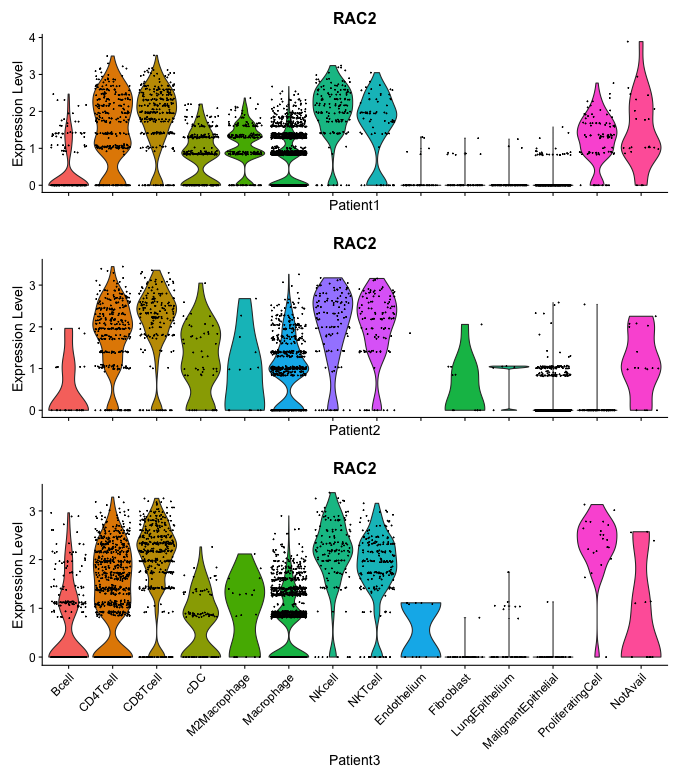 RAC2
Expression Level
4
3
2
1
0
Patient1
RAC2
Expression Level
3
2
1
0
Patient2
RAC2
Expression Level
3
2
1
0
Bcell
CD4Tcell
CD8Tcell
cDC
M2Macrophage
Macrophage
NKcell
NKTcell
Endothelium
Fibroblast
LungEpithelium
MalignantEpithelial
ProliferatingCell
NotAvail
Patient3